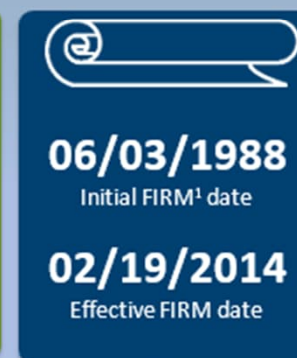 06/03/1988
Initial FIRM¹ date
02/19/2014
Effective FIRM date